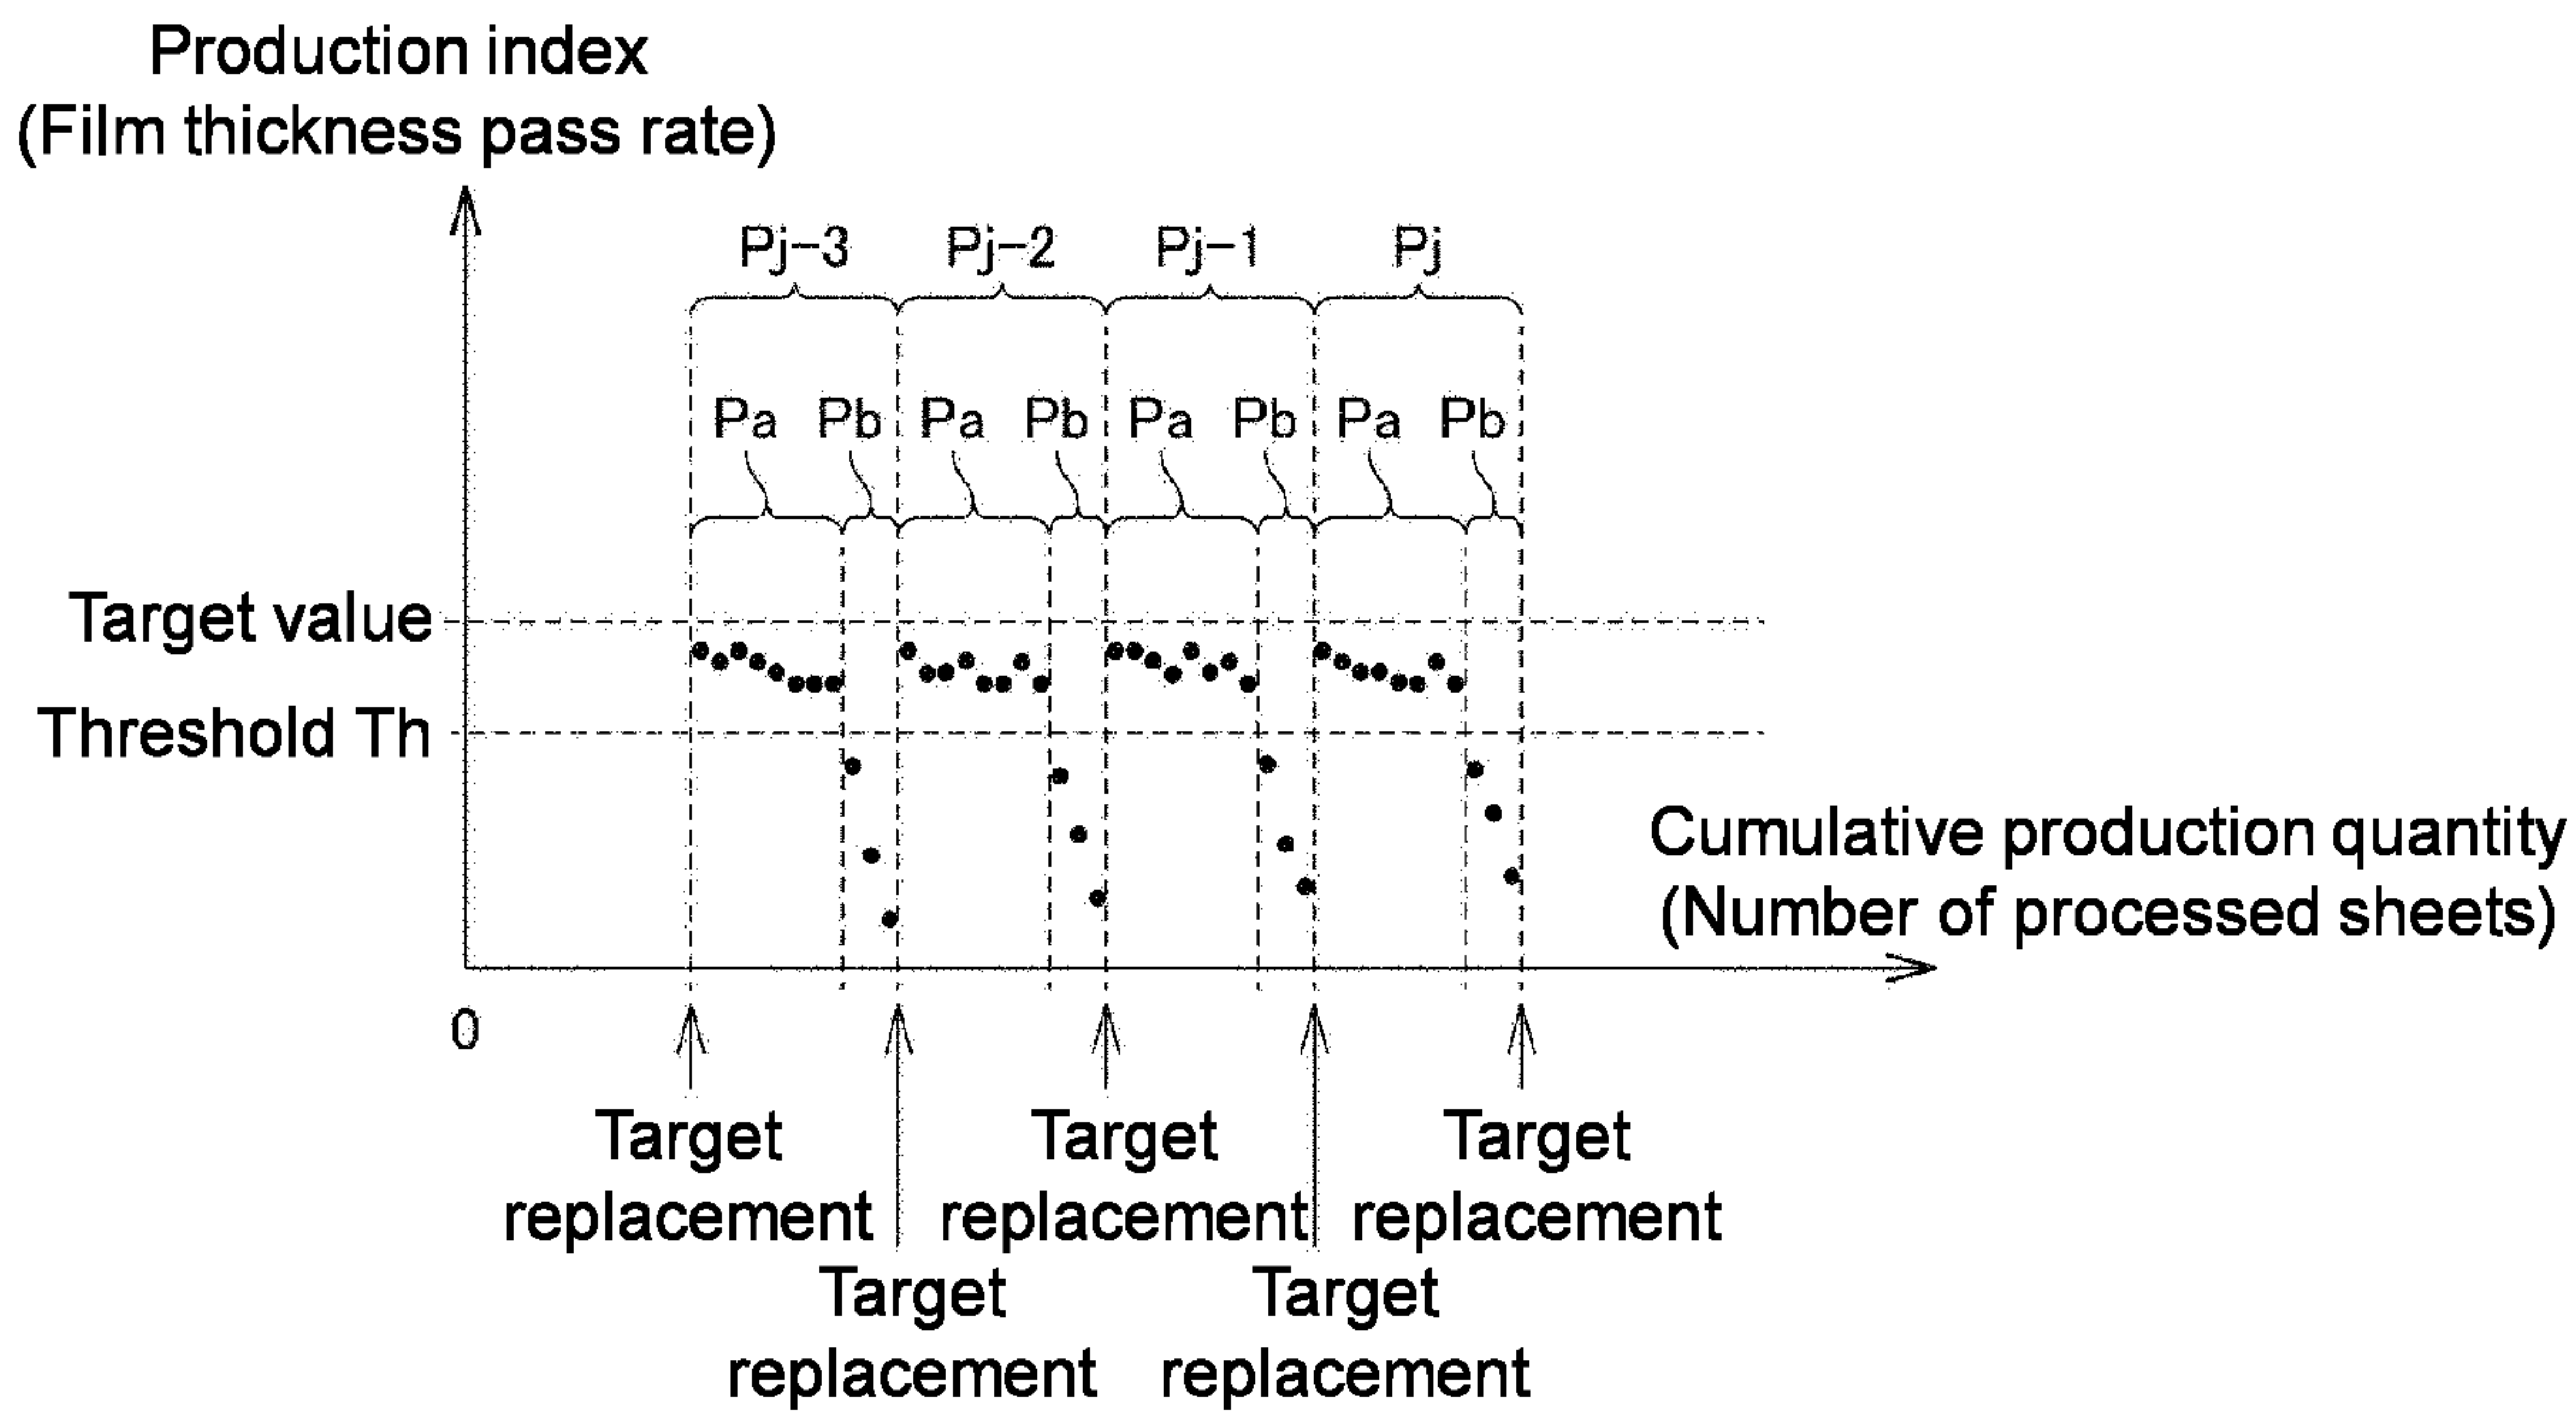 Production index
(Film thickness pass rate)
Pj-3 Pj-2 Pj-1 Pj
Pa Pb Pa Pb Pa Pb Pa Pb
Target value
Threshold Th
Cumulative production quantity
(Number of processed sheets)
0
Target Target Target
replacement replacement replacement
Target Target
replacement replacement